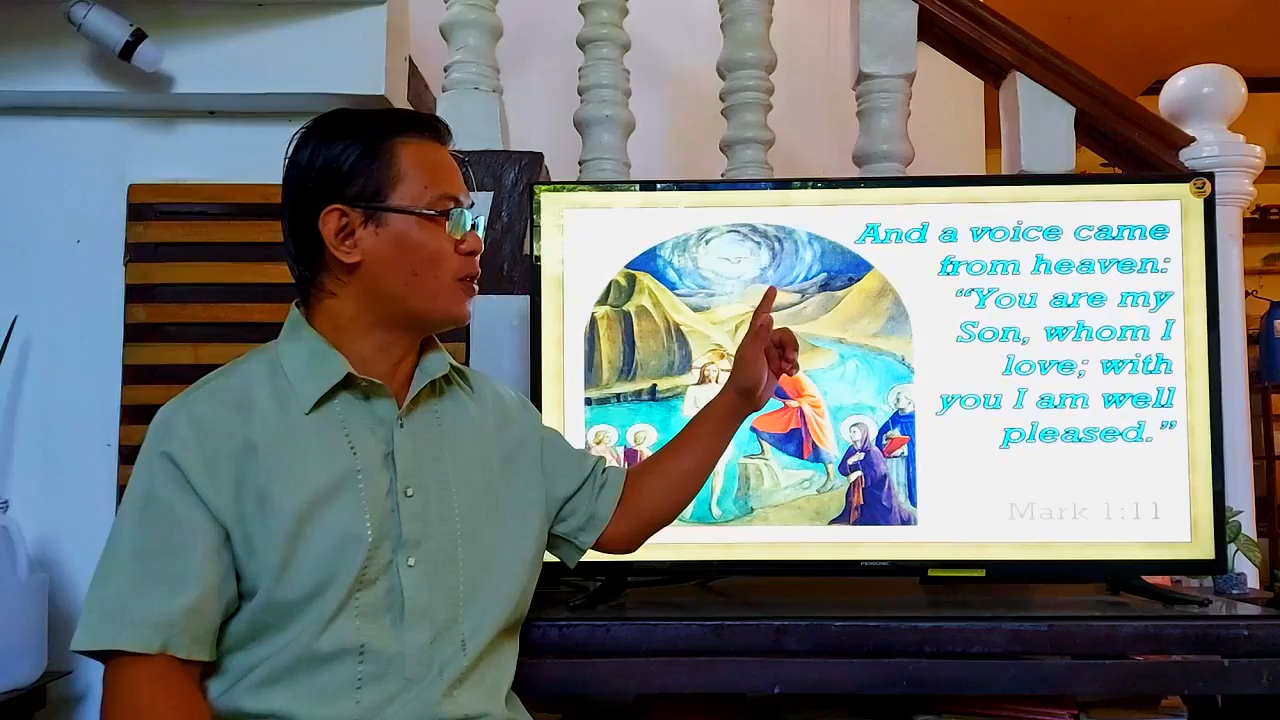 And a voice came
from heaven:
“You are my
Son, whom I
love; with
you I am well
pleased.”
Mark 1:11
PENSONIC